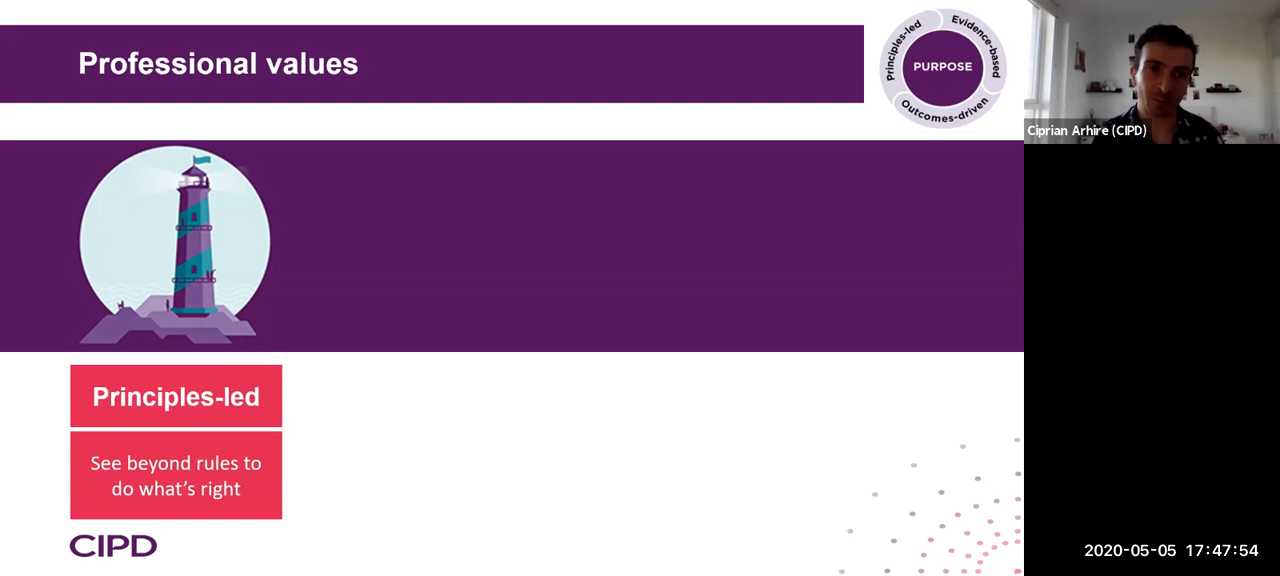 Professional values
Principles-led
Evidence-based
Outcomes-driven
PURPOSE
Ciprian Arhire (CIPD)
Principles-led
See beyond rules to
do what's right
CIPD
2020-05-05 17:47:54